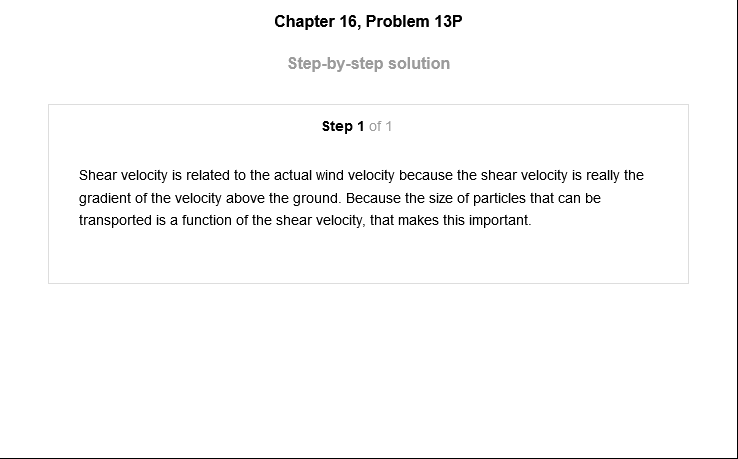 Chapter 16, Problem 13P
Step-by-step solution
Step 1 of 1
Shear velocity is related to the actual wind velocity because the shear velocity is really the
gradient of the velocity above the ground. Because the size of particles that can be
transported is a function of the shear velocity, that makes this important.